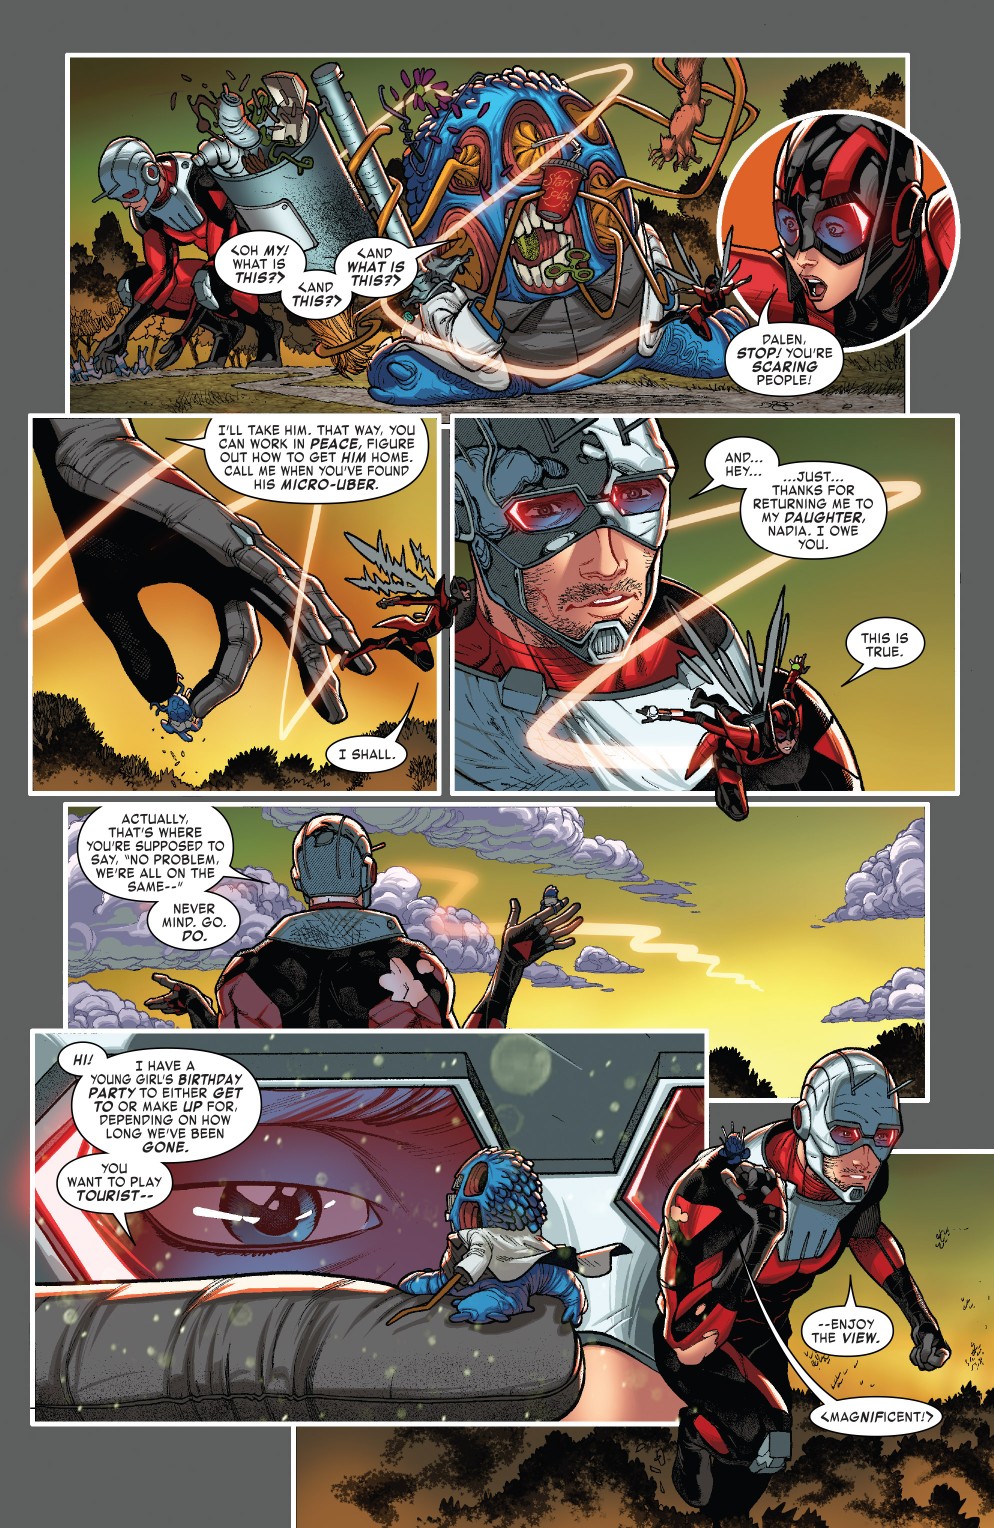 <OH MY!
WHAT IS
THIS?>
<AND
THIS?>
<AND
WHAT IS
THIS?>
Stark
DALEN,
STOP! YOU'RE
SCARING
PEOPLE!
I'LL TAKE HIM. THAT WAY, YOU
CAN WORK IN PEACE, FIGURE
OUT HOW TO GET HIM HOME.
CALL ME WHEN YOU'VE FOUND
HIS MICRO-UBER.
I SHALL.
AND...
HEY...
...JUST...
THANKS FOR
RETURNING ME TO
MY DAUGHTER,
NADIA. I OWE
YOU.
THIS IS
TRUE.
ACTUALLY,
THAT'S WHERE
YOU'RE SUPPOSED TO
SAY, "NO PROBLEM,
WE'RE ALL ON THE
SAME--"
NEVER
MIND. GO.
DO.
HI!
I HAVE A
YOUNG GIRL'S BIRTHDAY
PARTY TO EITHER GET
TO OR MAKE UP FOR,
DEPENDING ON HOW
LONG WE'VE BEEN
GONE.
YOU
WANT TO PLAY
TOURIST--
--ENJOY
THE VIEW.
<MAGNIFICENT!>